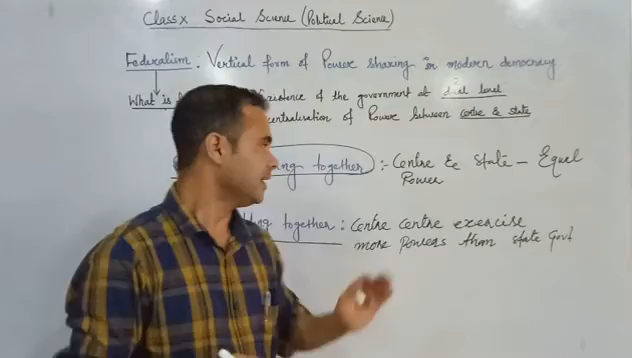 Class x Social Science (Political Science)
Federalism : Vertical form of Power sharing in modern democracy
What is existence of the government at dual level
centralisation of Power between centre & state
together :- Centre & State - Equal
Power
together : Centre centre exercise
more powers than state Govt